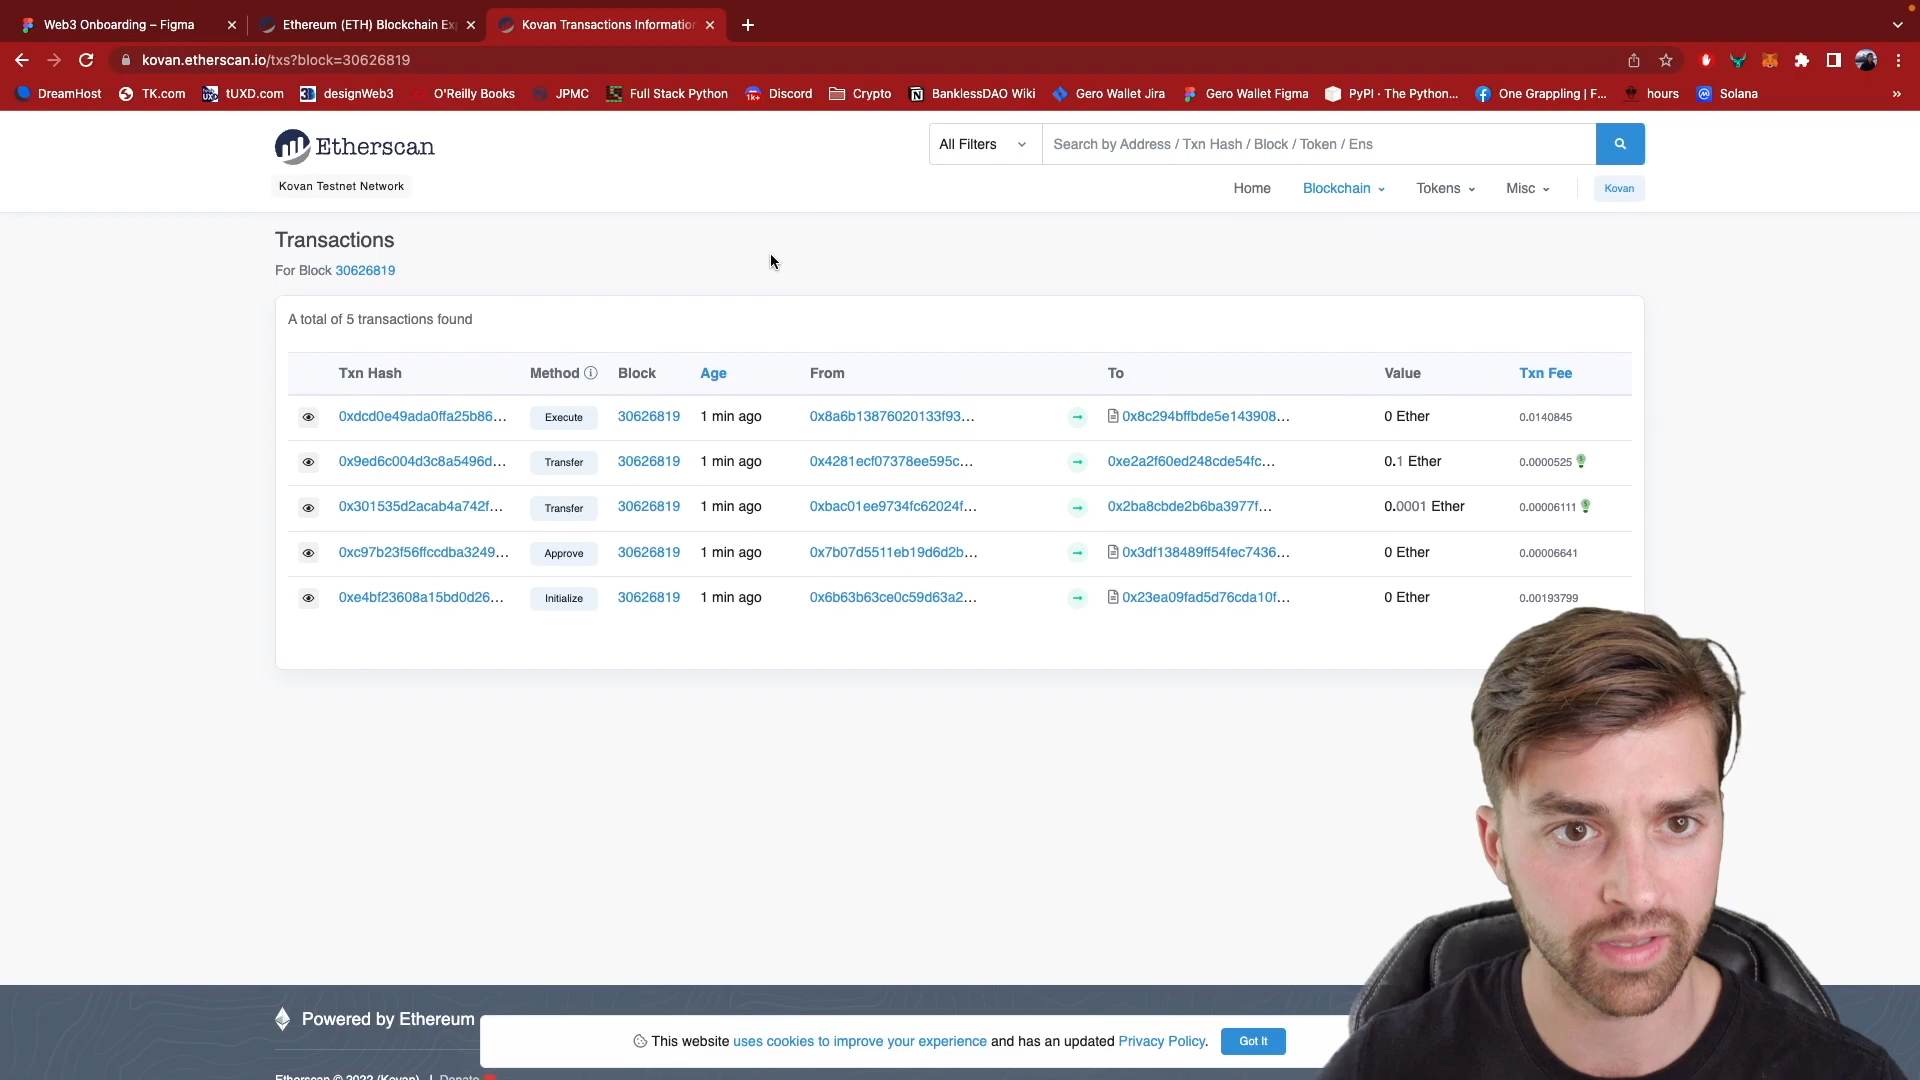 Web3 Onboarding – Figma
Ethereum (ETH) Blockchain Ex
Kovan Transactions Information
kovan.etherscan.io/txs?block=30626819
DreamHost
TK.com
tUXD.com
designWeb3
O'Reilly Books
JPMC
Full Stack Python
Discord
Crypto
BanklessDAO Wiki
Gero Wallet Jira
Gero Wallet Figma
PyPI · The Python...
One Grappling | F...
hours
Solana
»
Etherscan
All Filters
Search by Address / Txn Hash / Block / Token / Ens
Kovan Testnet Network
Home
Blockchain
Tokens
Misc
Kovan
Transactions
For Block 30626819
A total of 5 transactions found
Txn Hash Method Block Age From To Value Txn Fee
0xdcd0e49ada0ffa25b86... Execute 30626819 1 min ago 0x8a6b13876020133f93... 0x8c294bffbde5e143908... 0 Ether 0.0140845
0x9ed6c004d3c8a5496d... Transfer 30626819 1 min ago 0x4281ecf07378ee595c... 0xe2a2f60ed248cde54fc... 0.1 Ether 0.0000525
0x301535d2acab4a742f... Transfer 30626819 1 min ago 0xbac01ee9734fc62024f... 0x2ba8cbde2b6ba3977f... 0.0001 Ether 0.00006111
0xc97b23f56ffccdba3249... Approve 30626819 1 min ago 0x7b07d5511eb19d6d2b... 0x3df138489ff54fec7436... 0 Ether 0.00006641
0xe4bf23608a15bd0d26... Initialize 30626819 1 min ago 0x6b63b63ce0c59d63a2... 0x23ea09fad5d76cda10f... 0 Ether 0.00193799
Powered by Ethereum
This website uses cookies to improve your experience and has an updated Privacy Policy.
Got It
Etherscan © 2022 (Kovan) | Donate